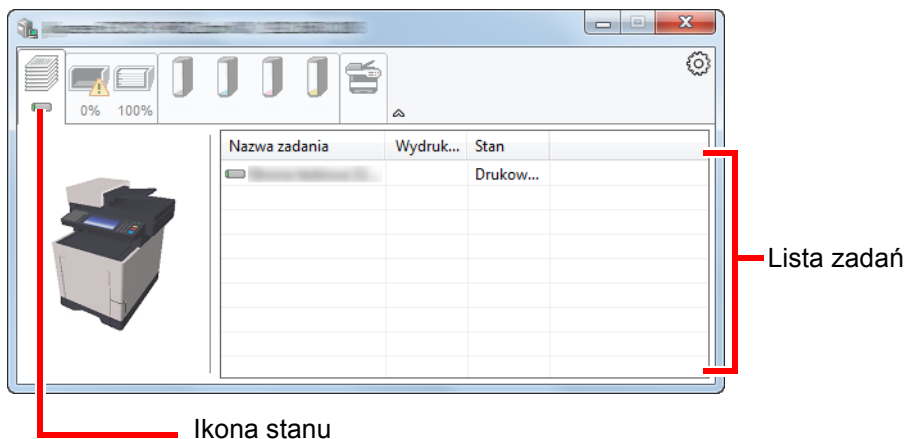 0% 100%
Nazwa zadania Wydruk... Stan
Drukow...
Lista zadań
Ikona stanu